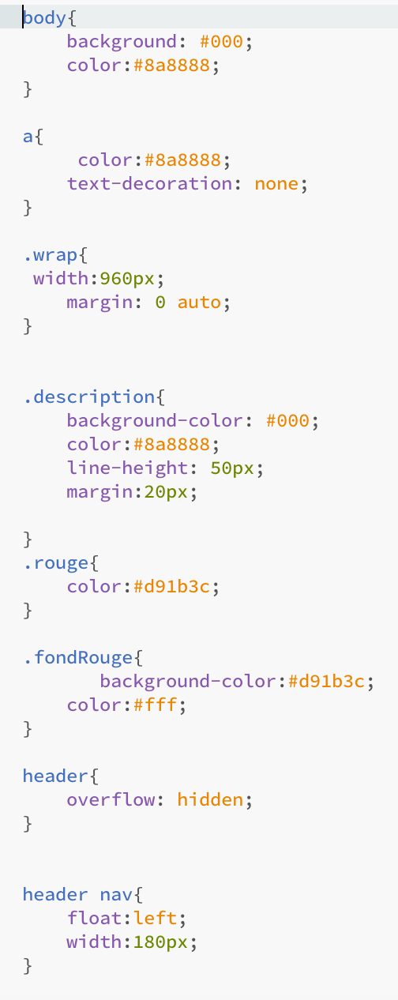 body{
    background: #000;
    color:#8a8888;
}

a{
     color:#8a8888;
    text-decoration: none;
}

.wrap{
 width:960px;
    margin: 0 auto;
}


.description{
    background-color: #000;
    color:#8a8888;
    line-height: 50px;
    margin:20px;

}
.rouge{
    color:#d91b3c;
}

.fondRouge{
       background-color:#d91b3c;
    color:#fff;
}

header{
    overflow: hidden;
}


header nav{
    float:left;
    width:180px;
}